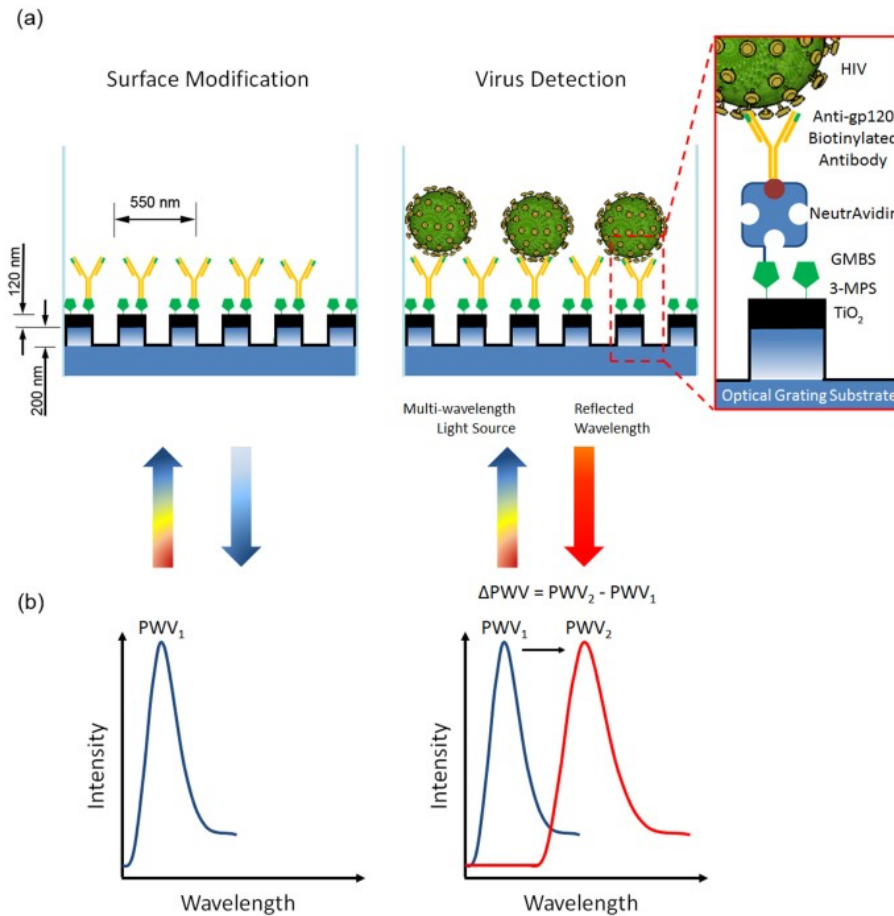 (a)
Surface Modification
Virus Detection
550 nm
120 nm
200 nm
HIV
Anti-gp120
Biotinylated
Antibody
NeutrAvidin
GMBS
3-MPS
TiO2
Optical Grating Substrate
Multi-wavelength
Light Source
Reflected
Wavelength
(b)
ΔPWV = PWV2 - PWV1
PWV1
Intensity
Wavelength
PWV1
PWV2
Intensity
Wavelength